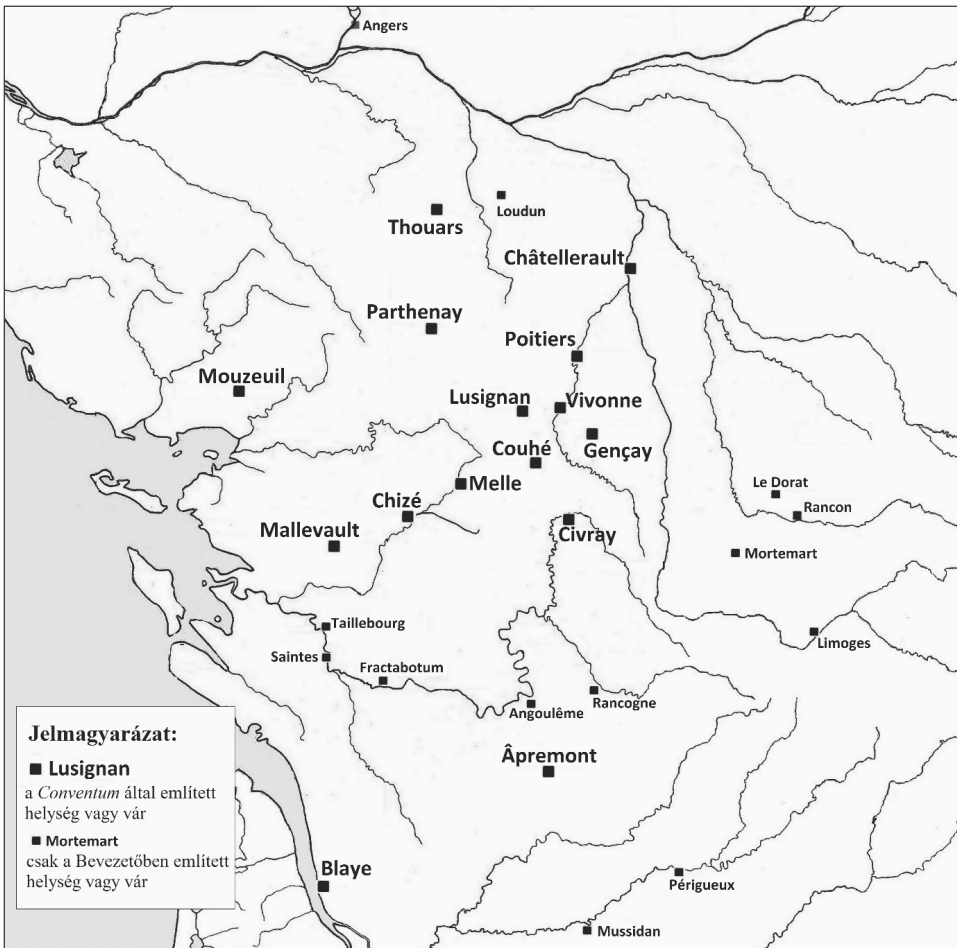 Angers
Loudun
Thouars
Châtellerault
Parthenay
Poitiers
Mouzeuil
Lusignan
Vivonne
Gençay
Couhé
Melle
Le Dorat
Chizé
Rancon
Civray
Mallevault
Mortemart
Taillebourg
Limoges
Saintes
Fractabotum
Rancogne
Angoulême
Âpremont
Jelmagyarázat:
Lusignan
a Conventum által említett
helység vagy vár
Mortemart
csak a Bevezetőben említett
helység vagy vár
Blaye
Périgueux
Mussidan